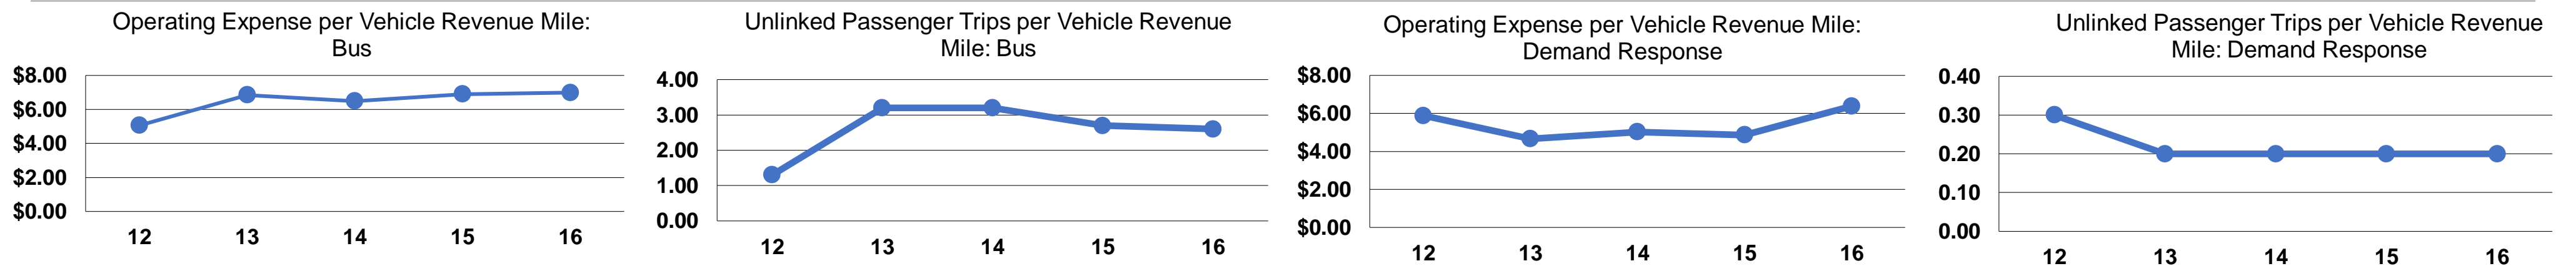 Operating Expense per Vehicle Revenue Mile:
Bus
$8.00
$6.00
$4.00
$2.00
$0.00
12 13 14 15 16
Unlinked Passenger Trips per Vehicle Revenue
Mile: Bus
4.00
3.00
2.00
1.00
0.00
12 13 14 15 16
Operating Expense per Vehicle Revenue Mile:
Demand Response
$8.00
$6.00
$4.00
$2.00
$0.00
12 13 14 15 16
Unlinked Passenger Trips per Vehicle Revenue
Mile: Demand Response
0.40
0.30
0.20
0.10
0.00
12 13 14 15 16